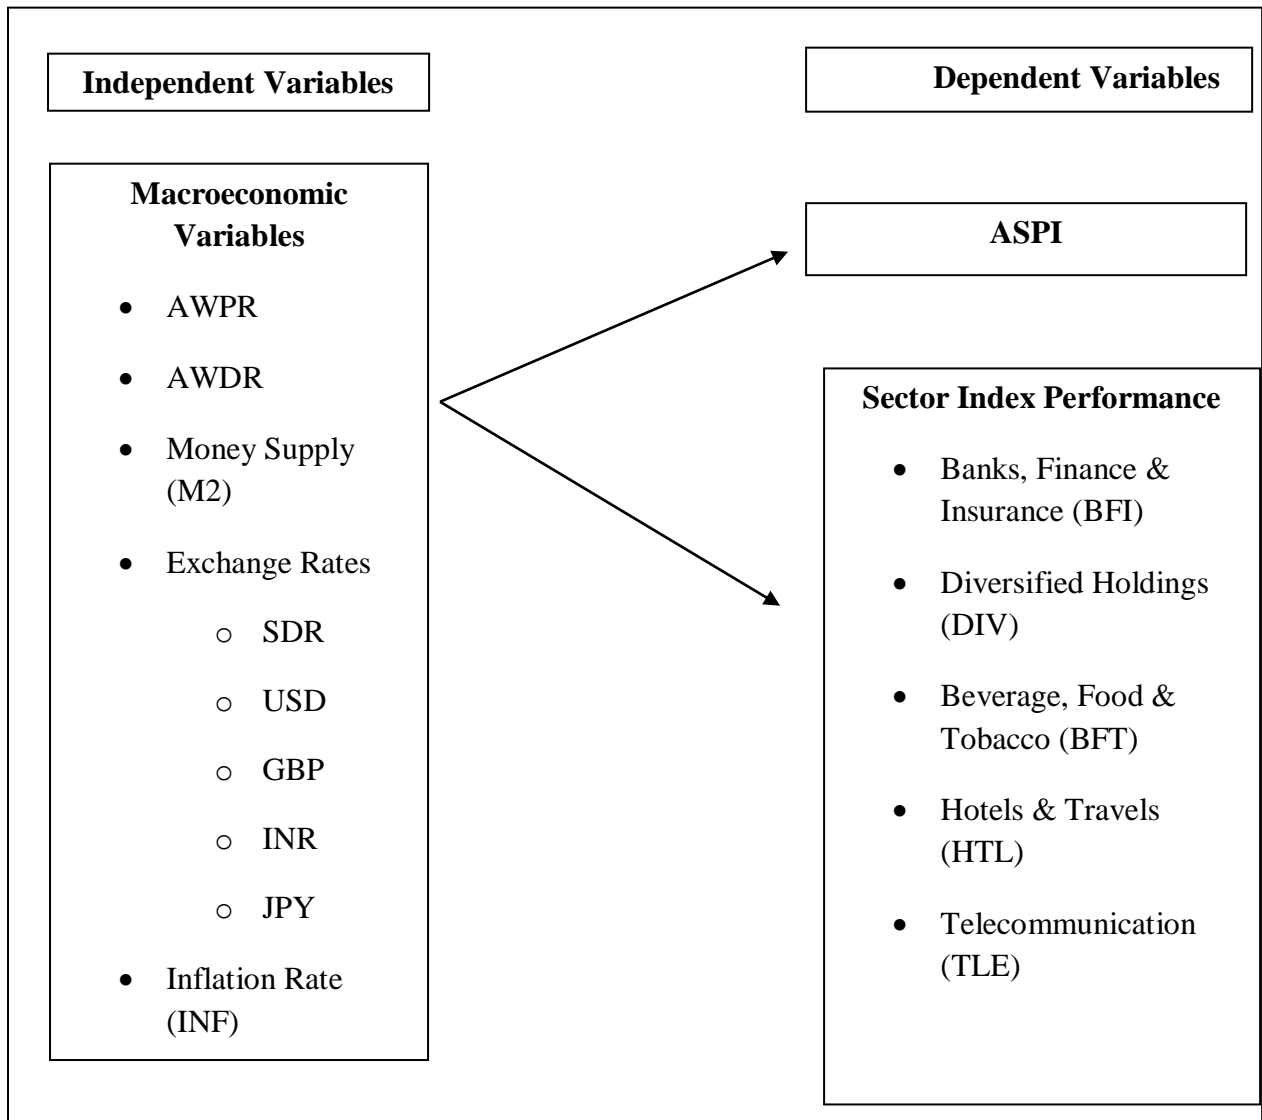 Independent Variables
Macroeconomic
Variables
• AWPR
• AWDR
• Money Supply
(M2)
• Exchange Rates
o SDR
o USD
o GBP
o INR
o JPY
• Inflation Rate
(INF)
Dependent Variables
ASPI
Sector Index Performance
• Banks, Finance &
Insurance (BFI)
• Diversified Holdings
(DIV)
• Beverage, Food &
Tobacco (BFT)
• Hotels & Travels
(HTL)
• Telecommunication
(TLE)